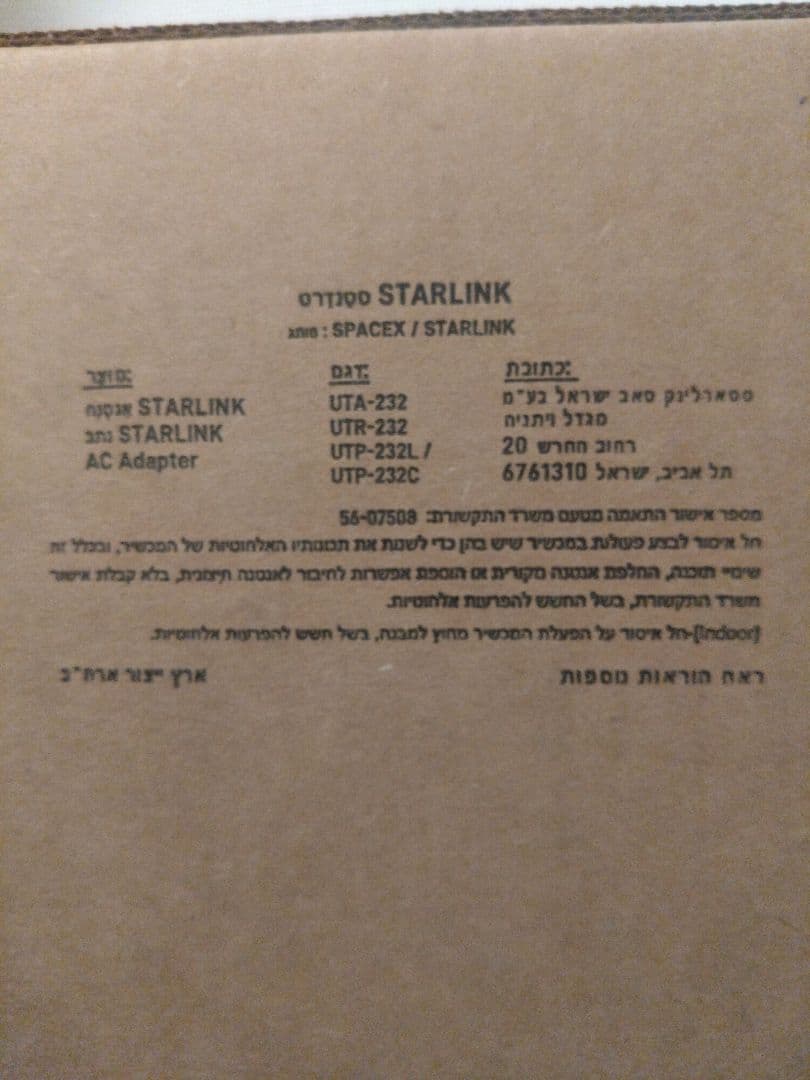 STARLINK סטנדרט
מותג : SPACEX / STARLINK
כתובת:
סטארלינק סאב ישראל בע"מ
מגדל ויתניה
רחוב החרש 20
תל אביב, ישראל 6761310
דגם:
UTA-232
UTR-232
UTP-232L /
UTP-232C
מוצר:
STARLINK אנטנה
STARLINK נתב
AC Adapter
מספר אישור התאמה מטעם משרד התקשורת: 56-07508
חל איסור לבצע פעולות במכשיר שיש בהן כדי לשנות את תכונותיו האלחוטיות של המכשיר, ובכלל זה
שינויי תוכנה, החלפת אנטנה מקורית או הוספת אפשרות לחיבור לאנטנה חיצונית, בלא קבלת אישור
משרד התקשורת, בשל החשש להפרעות אלחוטיות.
[Indoor]-חל איסור על הפעלת המכשיר מחוץ למבנה, בשל חשש להפרעות אלחוטיות.
ראה הוראות נוספות
ארץ ייצור ארה"ב